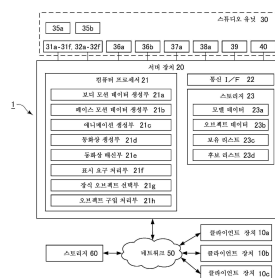 스튜디오 유닛 30
35a 35b
31a-31f, 32a-32f 36a 36b 37a 38a 39 40
서버 장치 20
컴퓨터 프로세서 21
보디 모션 데이터 생성부 21a
페이스 모션 데이터 생성부 21b
애니메이션 생성부 21c
동화상 생성부 21d
동화상 배신부 21e
표시 요구 처리부 21f
장식 오브젝트 선택부 21g
오브젝트 구입 처리부 21h
통신 I/F 22
스토리지 23
모델 데이터 23a
오브젝트 데이터 23b
보유 리스트 23c
후보 리스트 23d
1
스토리지 60
네트워크 50
클라이언트 장치 10a
클라이언트 장치 10b
클라이언트 장치 10c